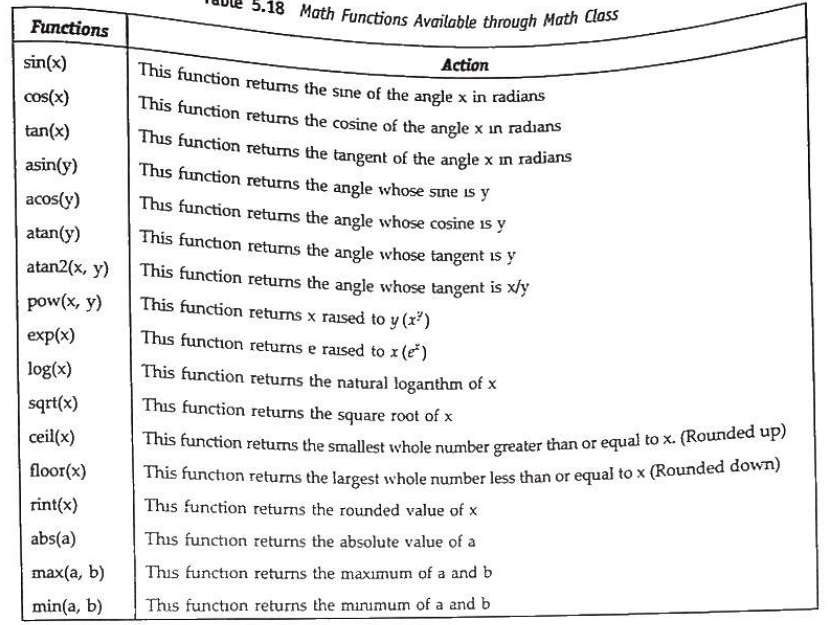 Table 5.18 Math Functions Available through Math Class
Functions Action
sin(x) This function returns the sine of the angle x in radians
cos(x) This function returns the cosine of the angle x in radians
tan(x) This function returns the tangent of the angle x in radians
asin(y) This function returns the angle whose sine is y
acos(y) This function returns the angle whose cosine is y
atan(y) This function returns the angle whose tangent is y
atan2(x, y) This function returns the angle whose tangent is x/y
pow(x, y) This function returns x raised to y (xʸ)
exp(x) This function returns e raised to x (eˣ)
log(x) This function returns the natural logarithm of x
sqrt(x) This function returns the square root of x
ceil(x) This function returns the smallest whole number greater than or equal to x. (Rounded up)
floor(x) This function returns the largest whole number less than or equal to x (Rounded down)
rint(x) This function returns the rounded value of x
abs(a) This function returns the absolute value of a
max(a, b) This function returns the maximum of a and b
min(a, b) This function returns the minimum of a and b